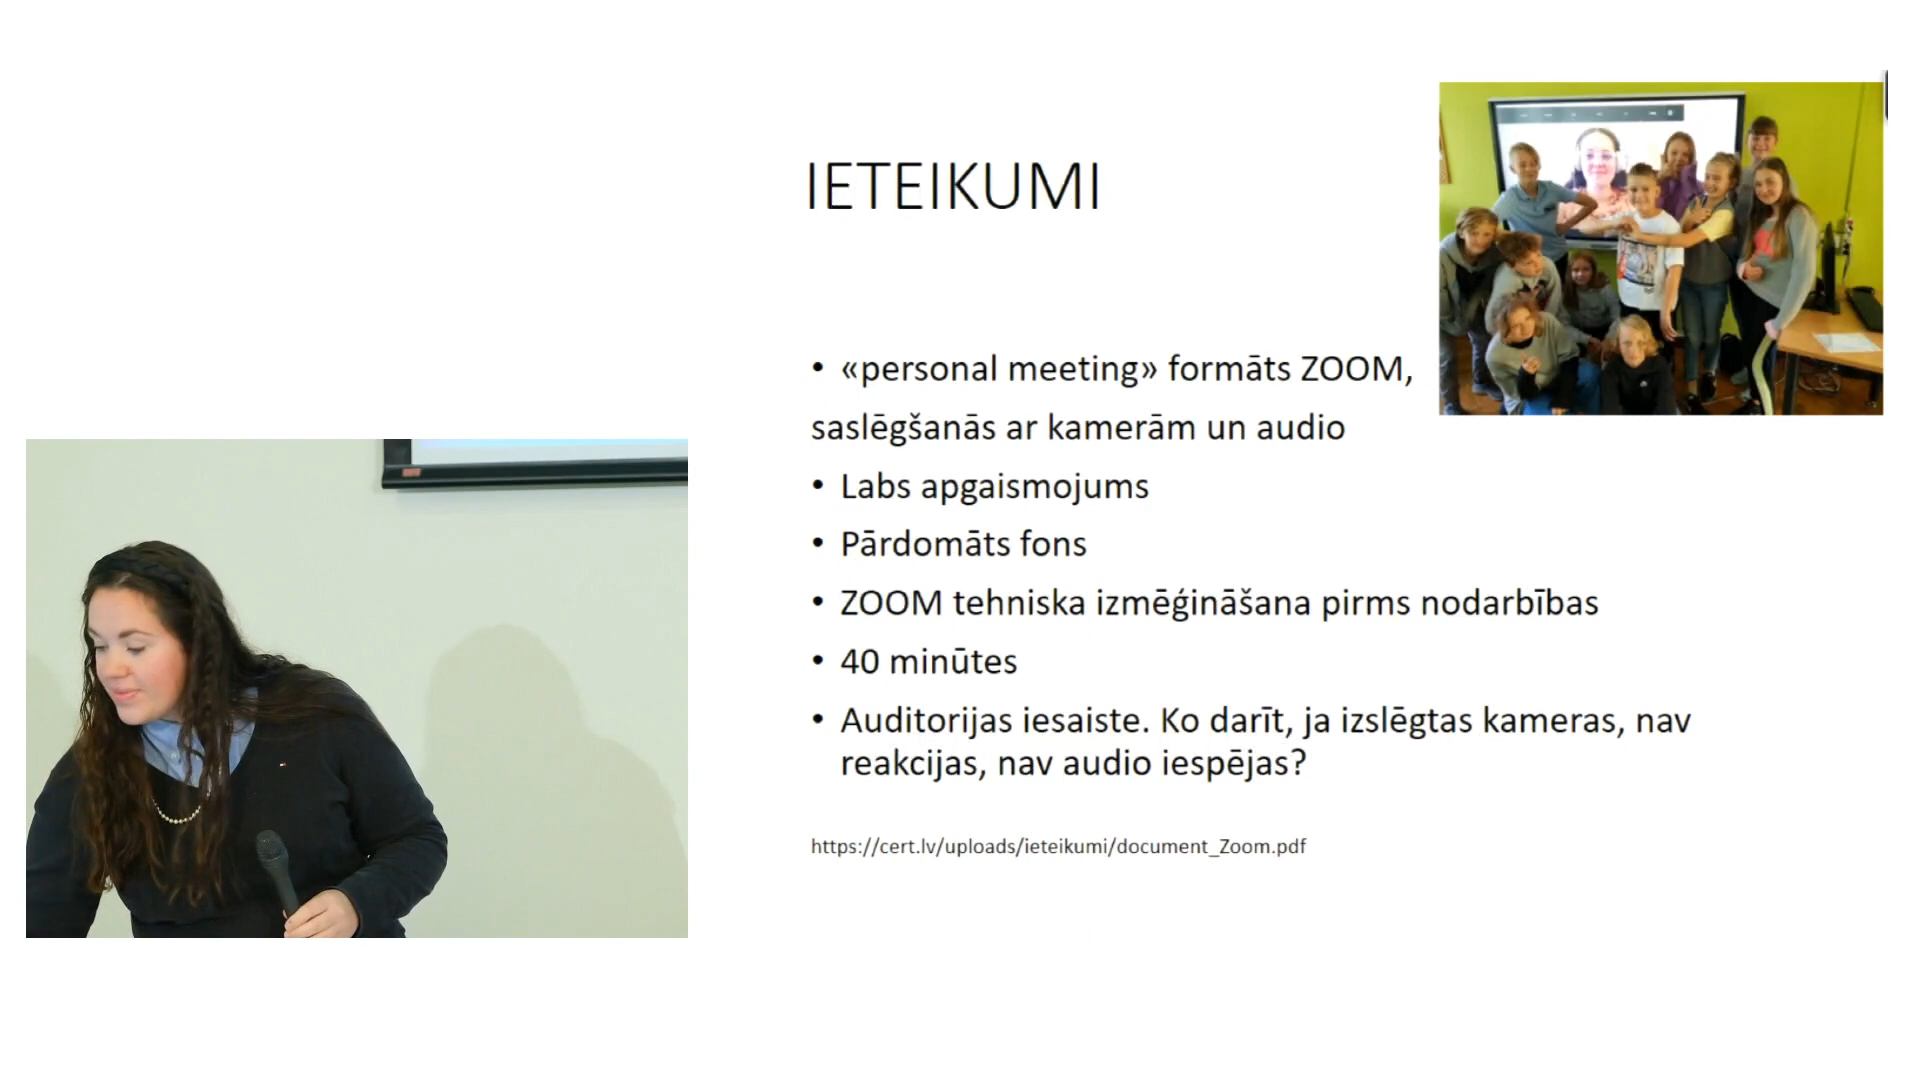 IETEIKUMI
• «personal meeting» formāts ZOOM,
saslēgšanās ar kamerām un audio
• Labs apgaismojums
• Pārdomāts fons
• ZOOM tehniska izmēģināšana pirms nodarbības
• 40 minūtes
• Auditorijas iesaiste. Ko darīt, ja izslēgtas kameras, nav
reakcijas, nav audio iespējas?
https://cert.lv/uploads/ieteikumi/document_Zoom.pdf